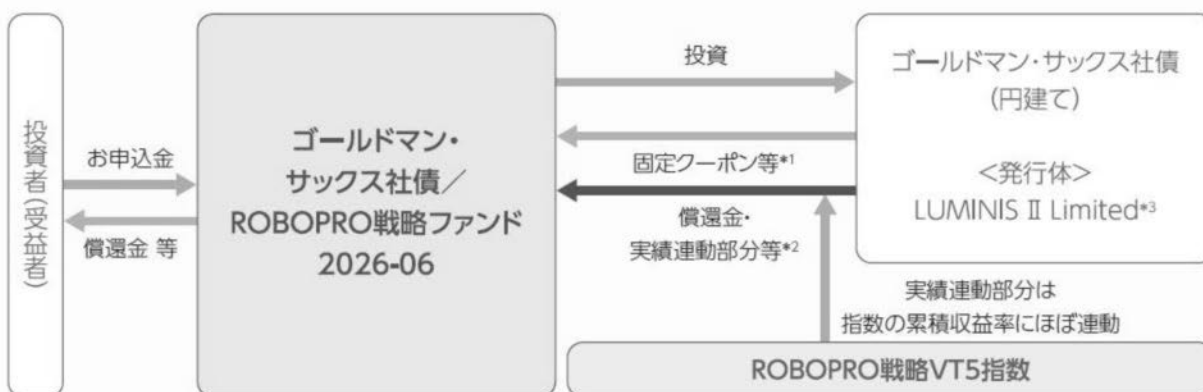 投資者(受益者)
お申込金
償還金 等
ゴールドマン・
サックス社債／
ROBOPRO戦略ファンド
2026-06
投資
固定クーポン等*1
償還金・
実績連動部分等*2
ゴールドマン・サックス社債
(円建て)
<発行体>
LUMINIS Ⅱ Limited*3
実績連動部分は
指数の累積収益率にほぼ連動
ROBOPRO戦略VT5指数